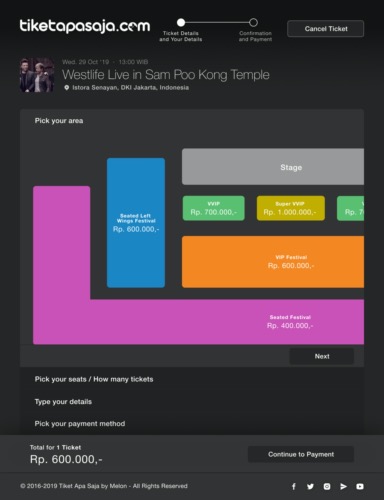 tiketapasaja.com
Ticket Details
and Your Details
Confirmation
and Payment
Cancel Ticket
Wed, 29 Oct '19 · 13:00 WIB
Westlife Live in Sam Poo Kong Temple
Istora Senayan, DKI Jakarta, Indonesia
Pick your area
Stage
Seated Left
Wings Festival
Rp. 600.000,-
VVIP
Rp. 700.000,-
Super VVIP
Rp. 1.000.000,-
V
Rp. 7
VIP Festival
Rp. 600.000,-
Seated Festival
Rp. 400.000,-
Next
Pick your seats / How many tickets
Type your details
Pick your payment method
Total for 1 Ticket
Rp. 600.000,-
Continue to Payment
© 2016-2019 Tiket Apa Saja by Melon - All Rights Reserved